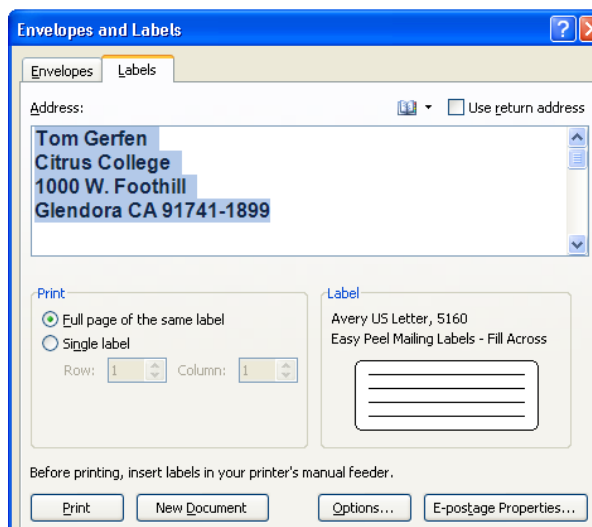 Envelopes and Labels
Envelopes Labels
Address: Use return address
Tom Gerfen
Citrus College
1000 W. Foothill
Glendora CA 91741-1899
Print
Full page of the same label
Single label
Row: 1 Column: 1
Label
Avery US Letter, 5160
Easy Peel Mailing Labels - Fill Across
Before printing, insert labels in your printer's manual feeder.
Print New Document Options... E-postage Properties...